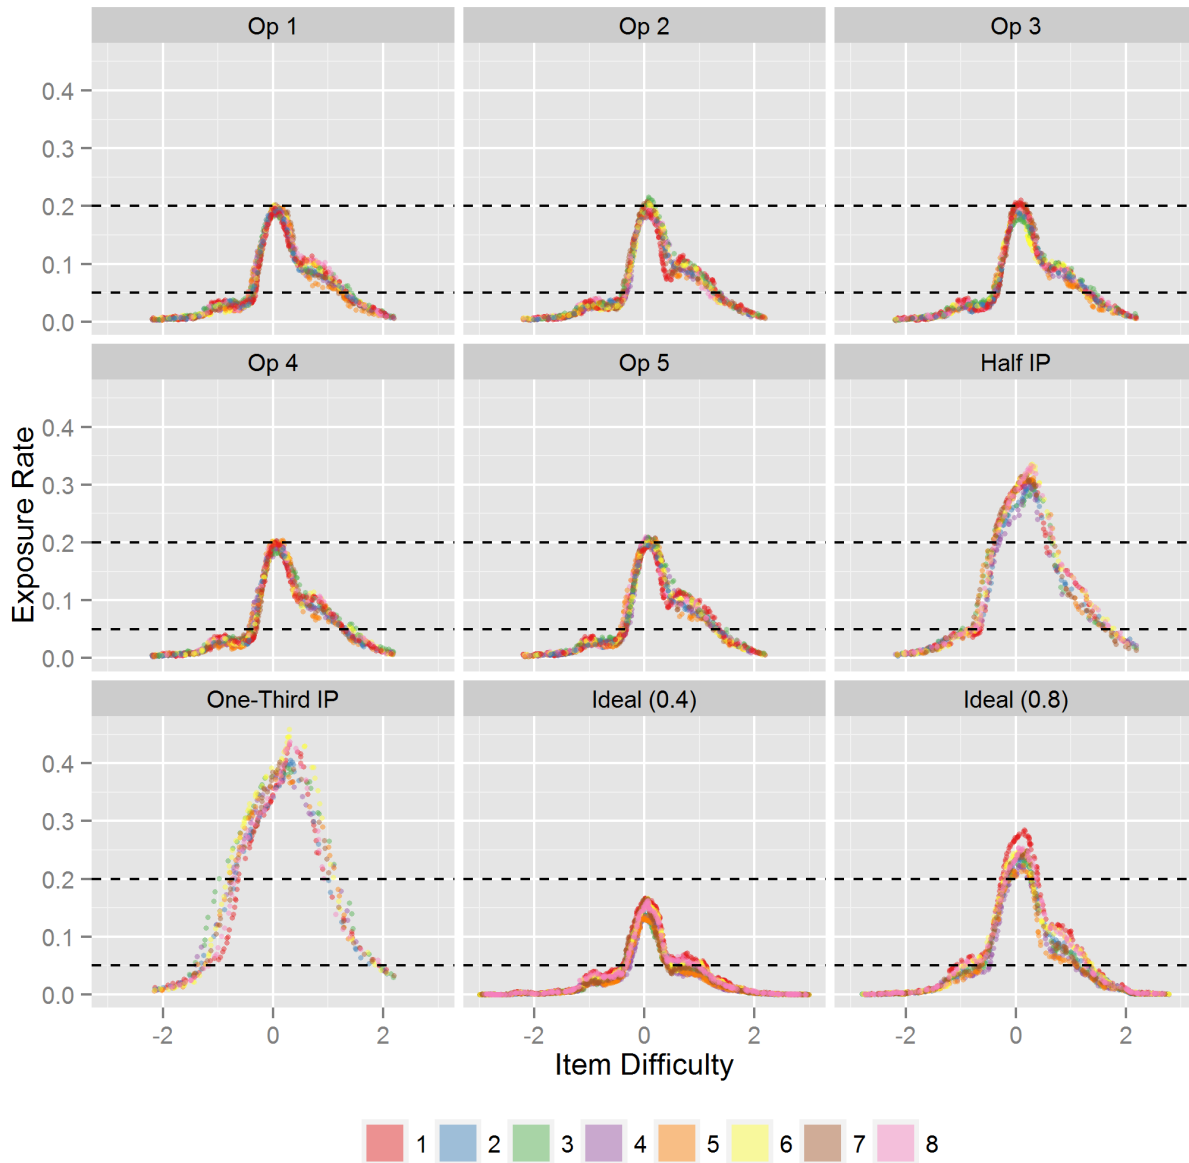 Op 1 Op 2 Op 3
0.4
0.3
0.2
0.1
0.0
Op 4 Op 5 Half IP
0.4
0.3
0.2
0.1
0.0
One-Third IP Ideal (0.4) Ideal (0.8)
0.4
0.3
0.2
0.1
0.0
-2 0 2 -2 0 2 -2 0 2
Exposure Rate
Item Difficulty
1 2 3 4 5 6 7 8